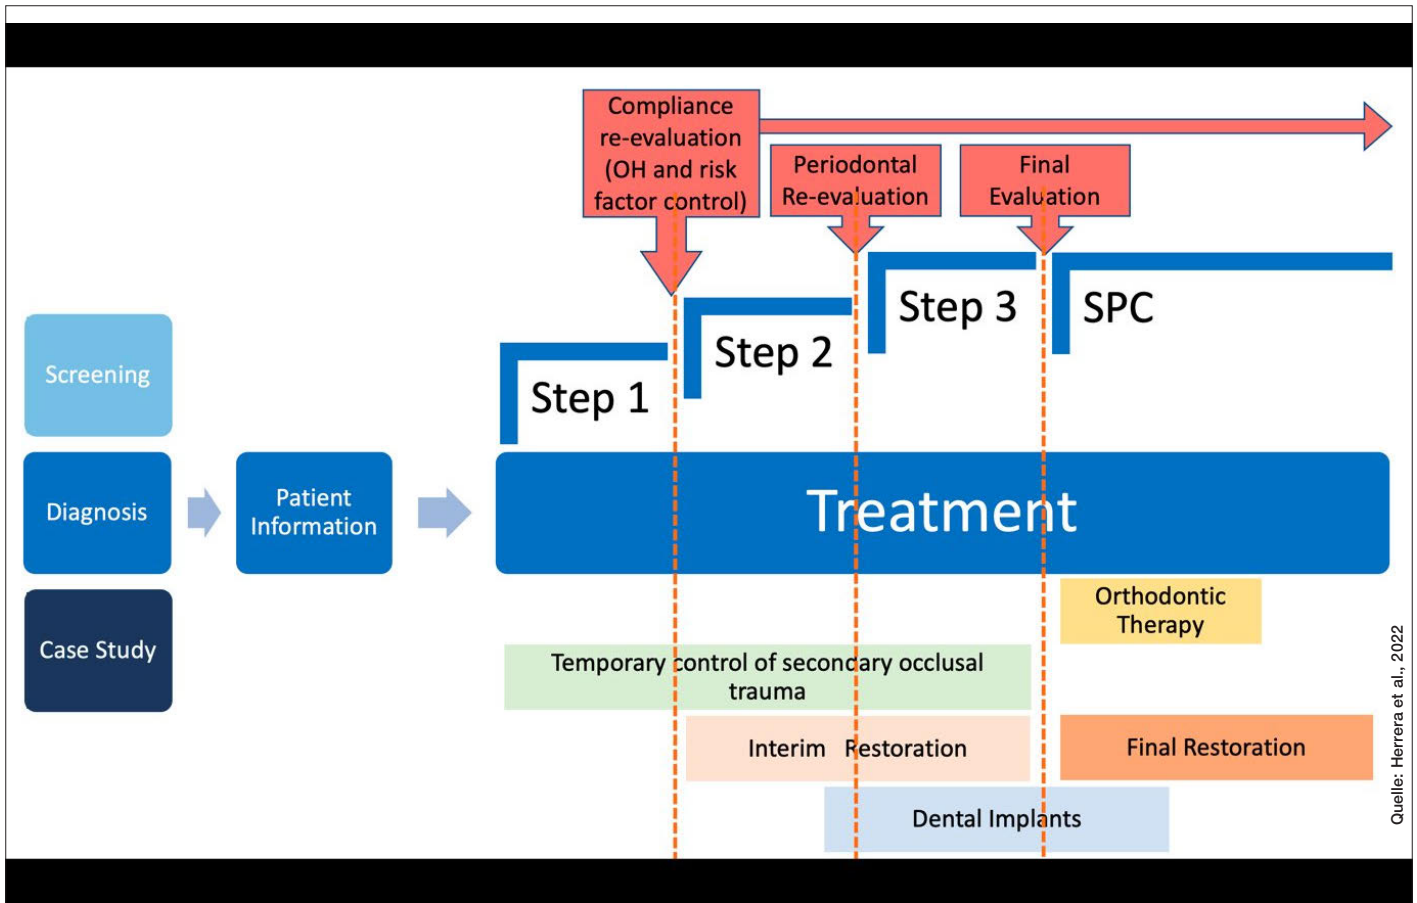 Compliance
re-evaluation
(OH and risk
factor control)
Periodontal
Re-evaluation
Final
Evaluation
Step 1
Step 2
Step 3
SPC
Screening
Diagnosis
Case Study
Patient
Information
Treatment
Orthodontic
Therapy
Temporary control of secondary occlusal
trauma
Interim Restoration
Final Restoration
Dental Implants
Quelle: Herrera et al., 2022